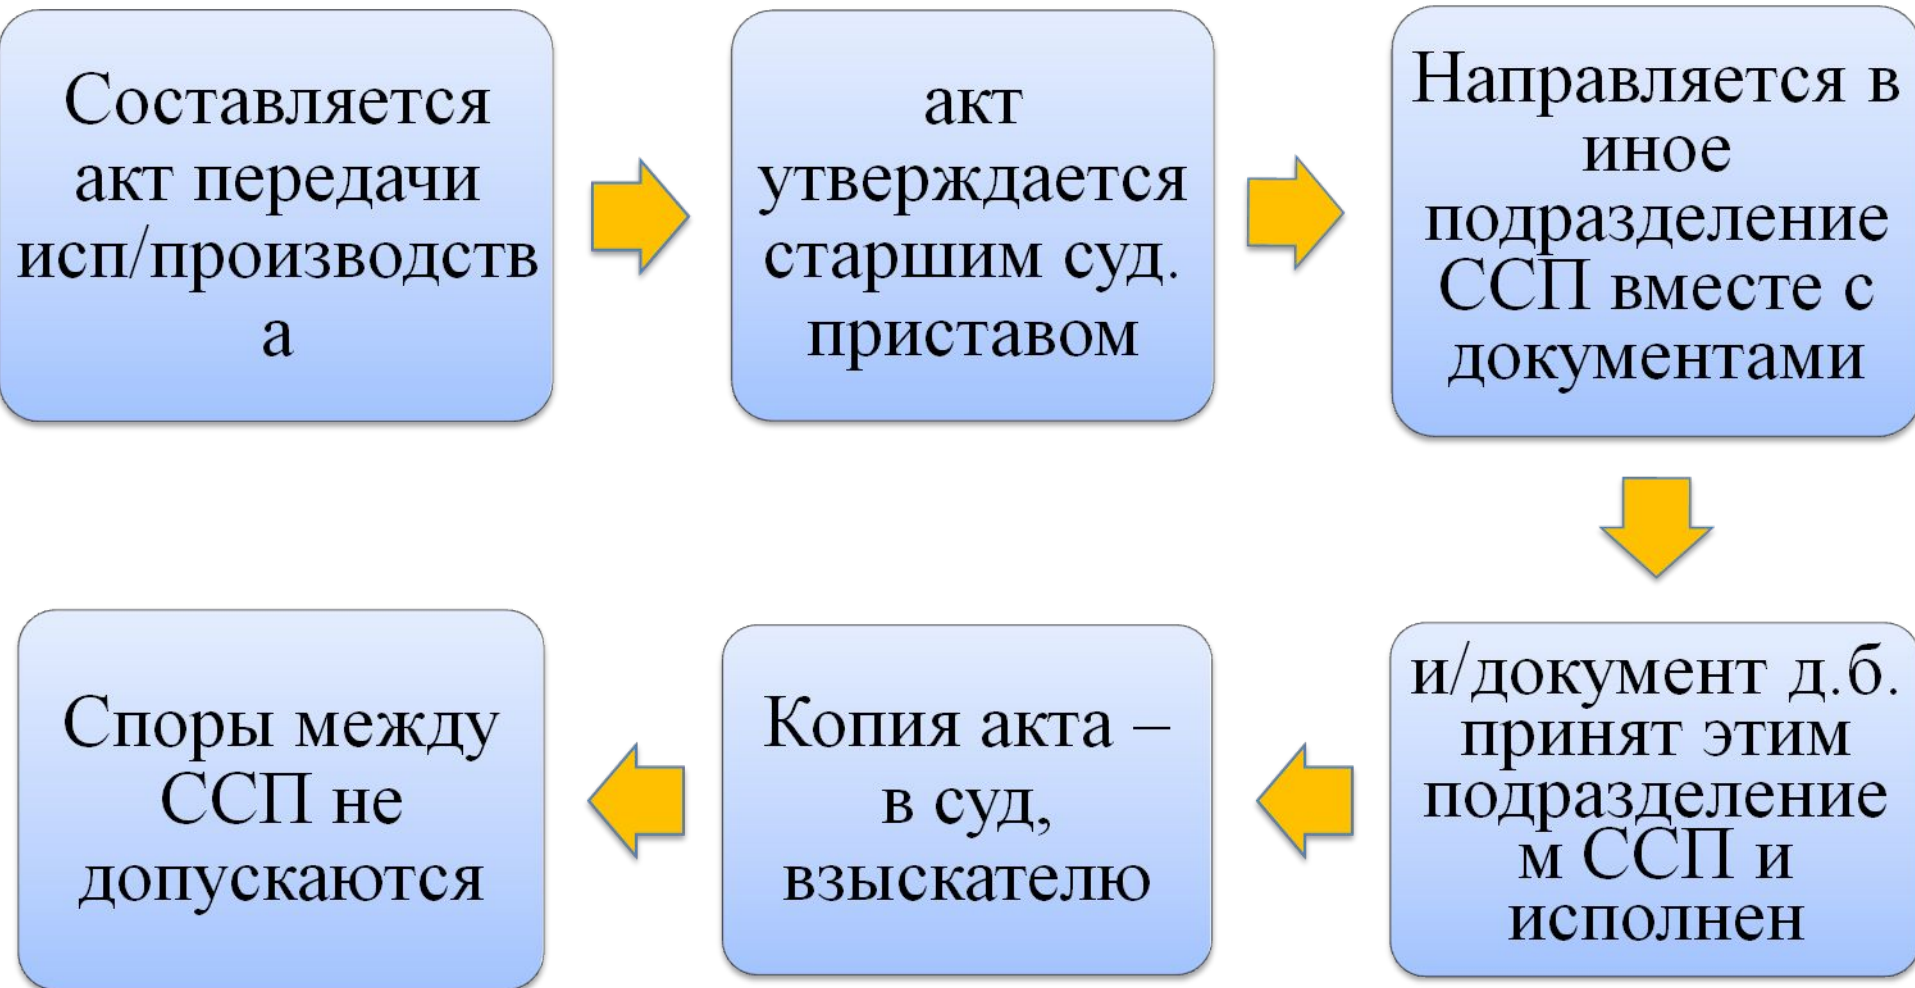 Составляется
акт передачи
исп/производств
а
акт
утверждается
старшим суд.
приставом
Направляется в
иное
подразделение
ССП вместе с
документами
и/документ д.б.
принят этим
подразделение
м ССП и
исполнен
Копия акта –
в суд,
взыскателю
Споры между
ССП не
допускаются